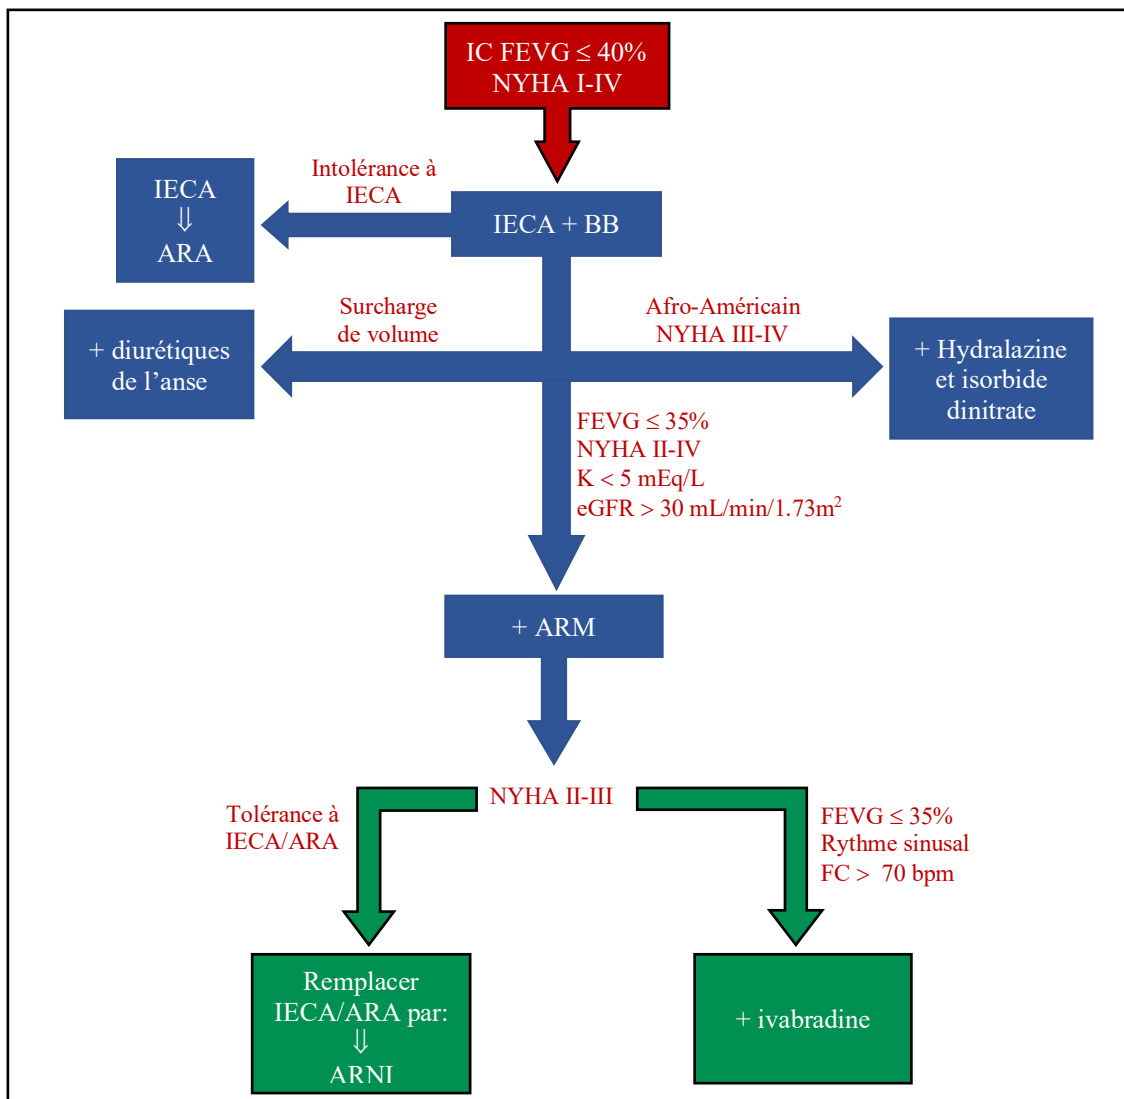 IC FEVG ≤ 40%
NYHA I-IV
Intolérance à
IECA
IECA
⇓
ARA
IECA + BB
Surcharge
de volume
Afro-Américain
NYHA III-IV
+ diurétiques
de l’anse
+ Hydralazine
et isorbide
dinitrate
FEVG ≤ 35%
NYHA II-IV
K < 5 mEq/L
eGFR > 30 mL/min/1.73m²
+ ARM
NYHA II-III
Tolérance à
IECA/ARA
FEVG ≤ 35%
Rythme sinusal
FC > 70 bpm
Remplacer
IECA/ARA par:
⇓
ARNI
+ ivabradine